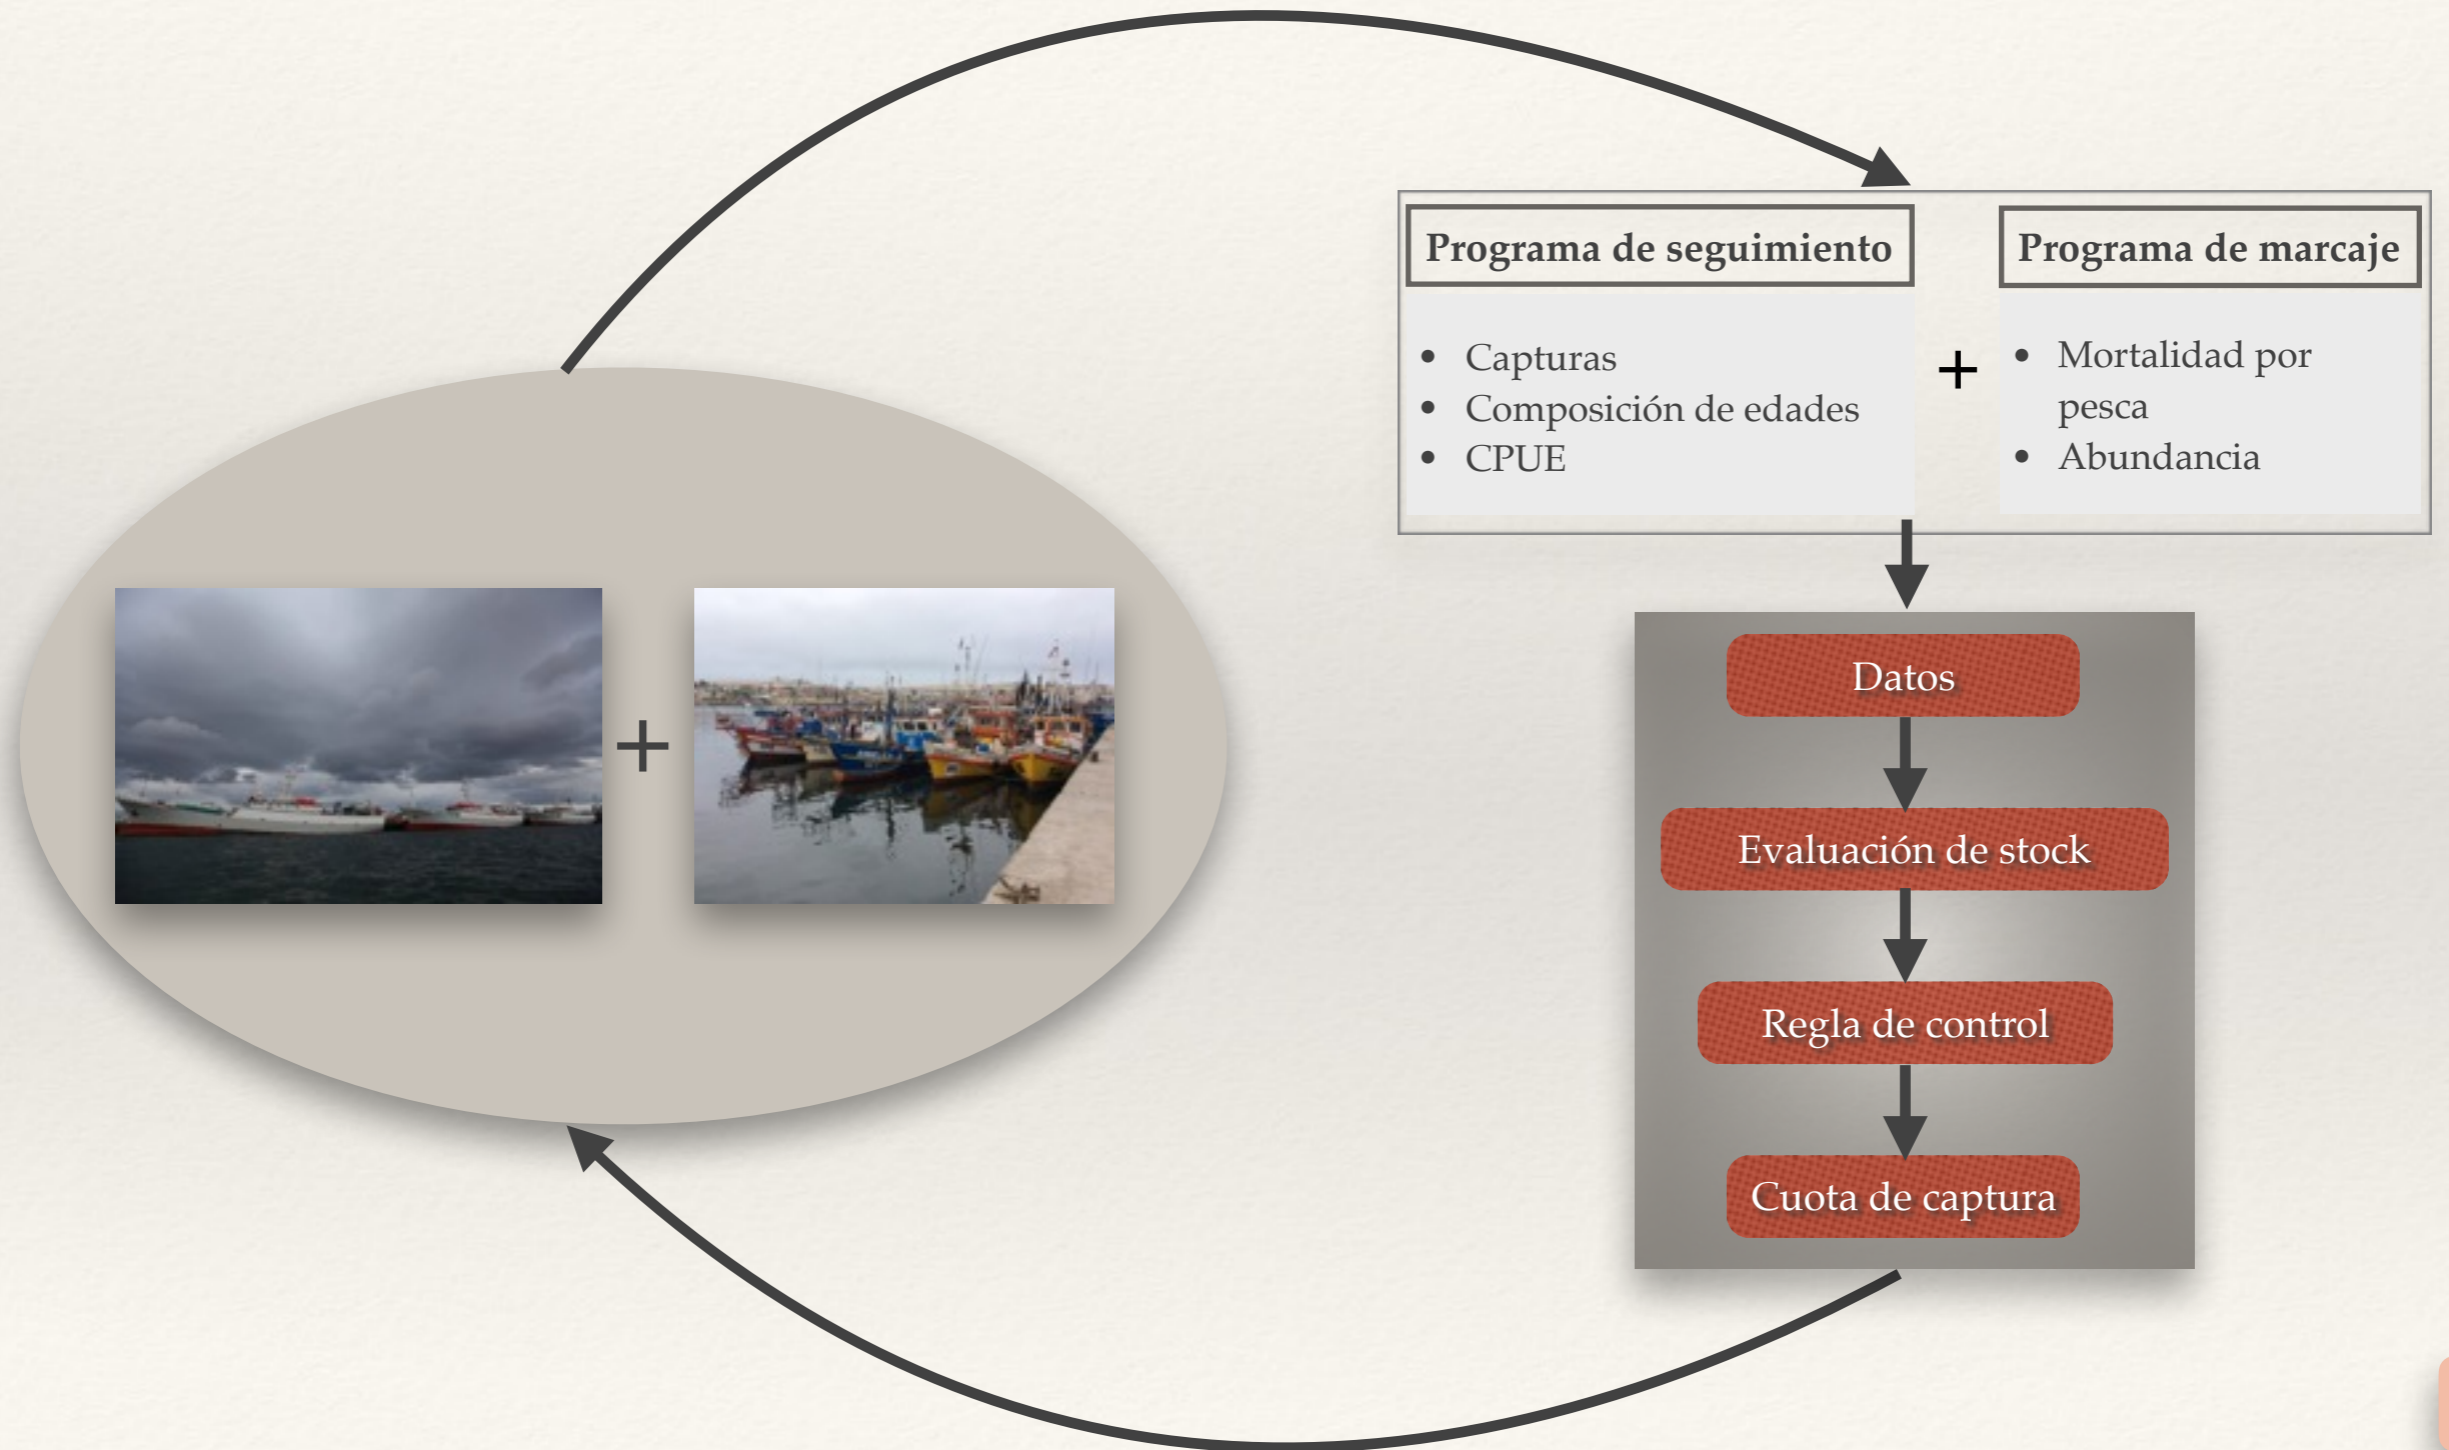 Programa de seguimiento
• Capturas
• Composición de edades
• CPUE
+
Programa de marcaje
• Mortalidad por
pesca
• Abundancia
+
Datos
Evaluación de stock
Regla de control
Cuota de captura